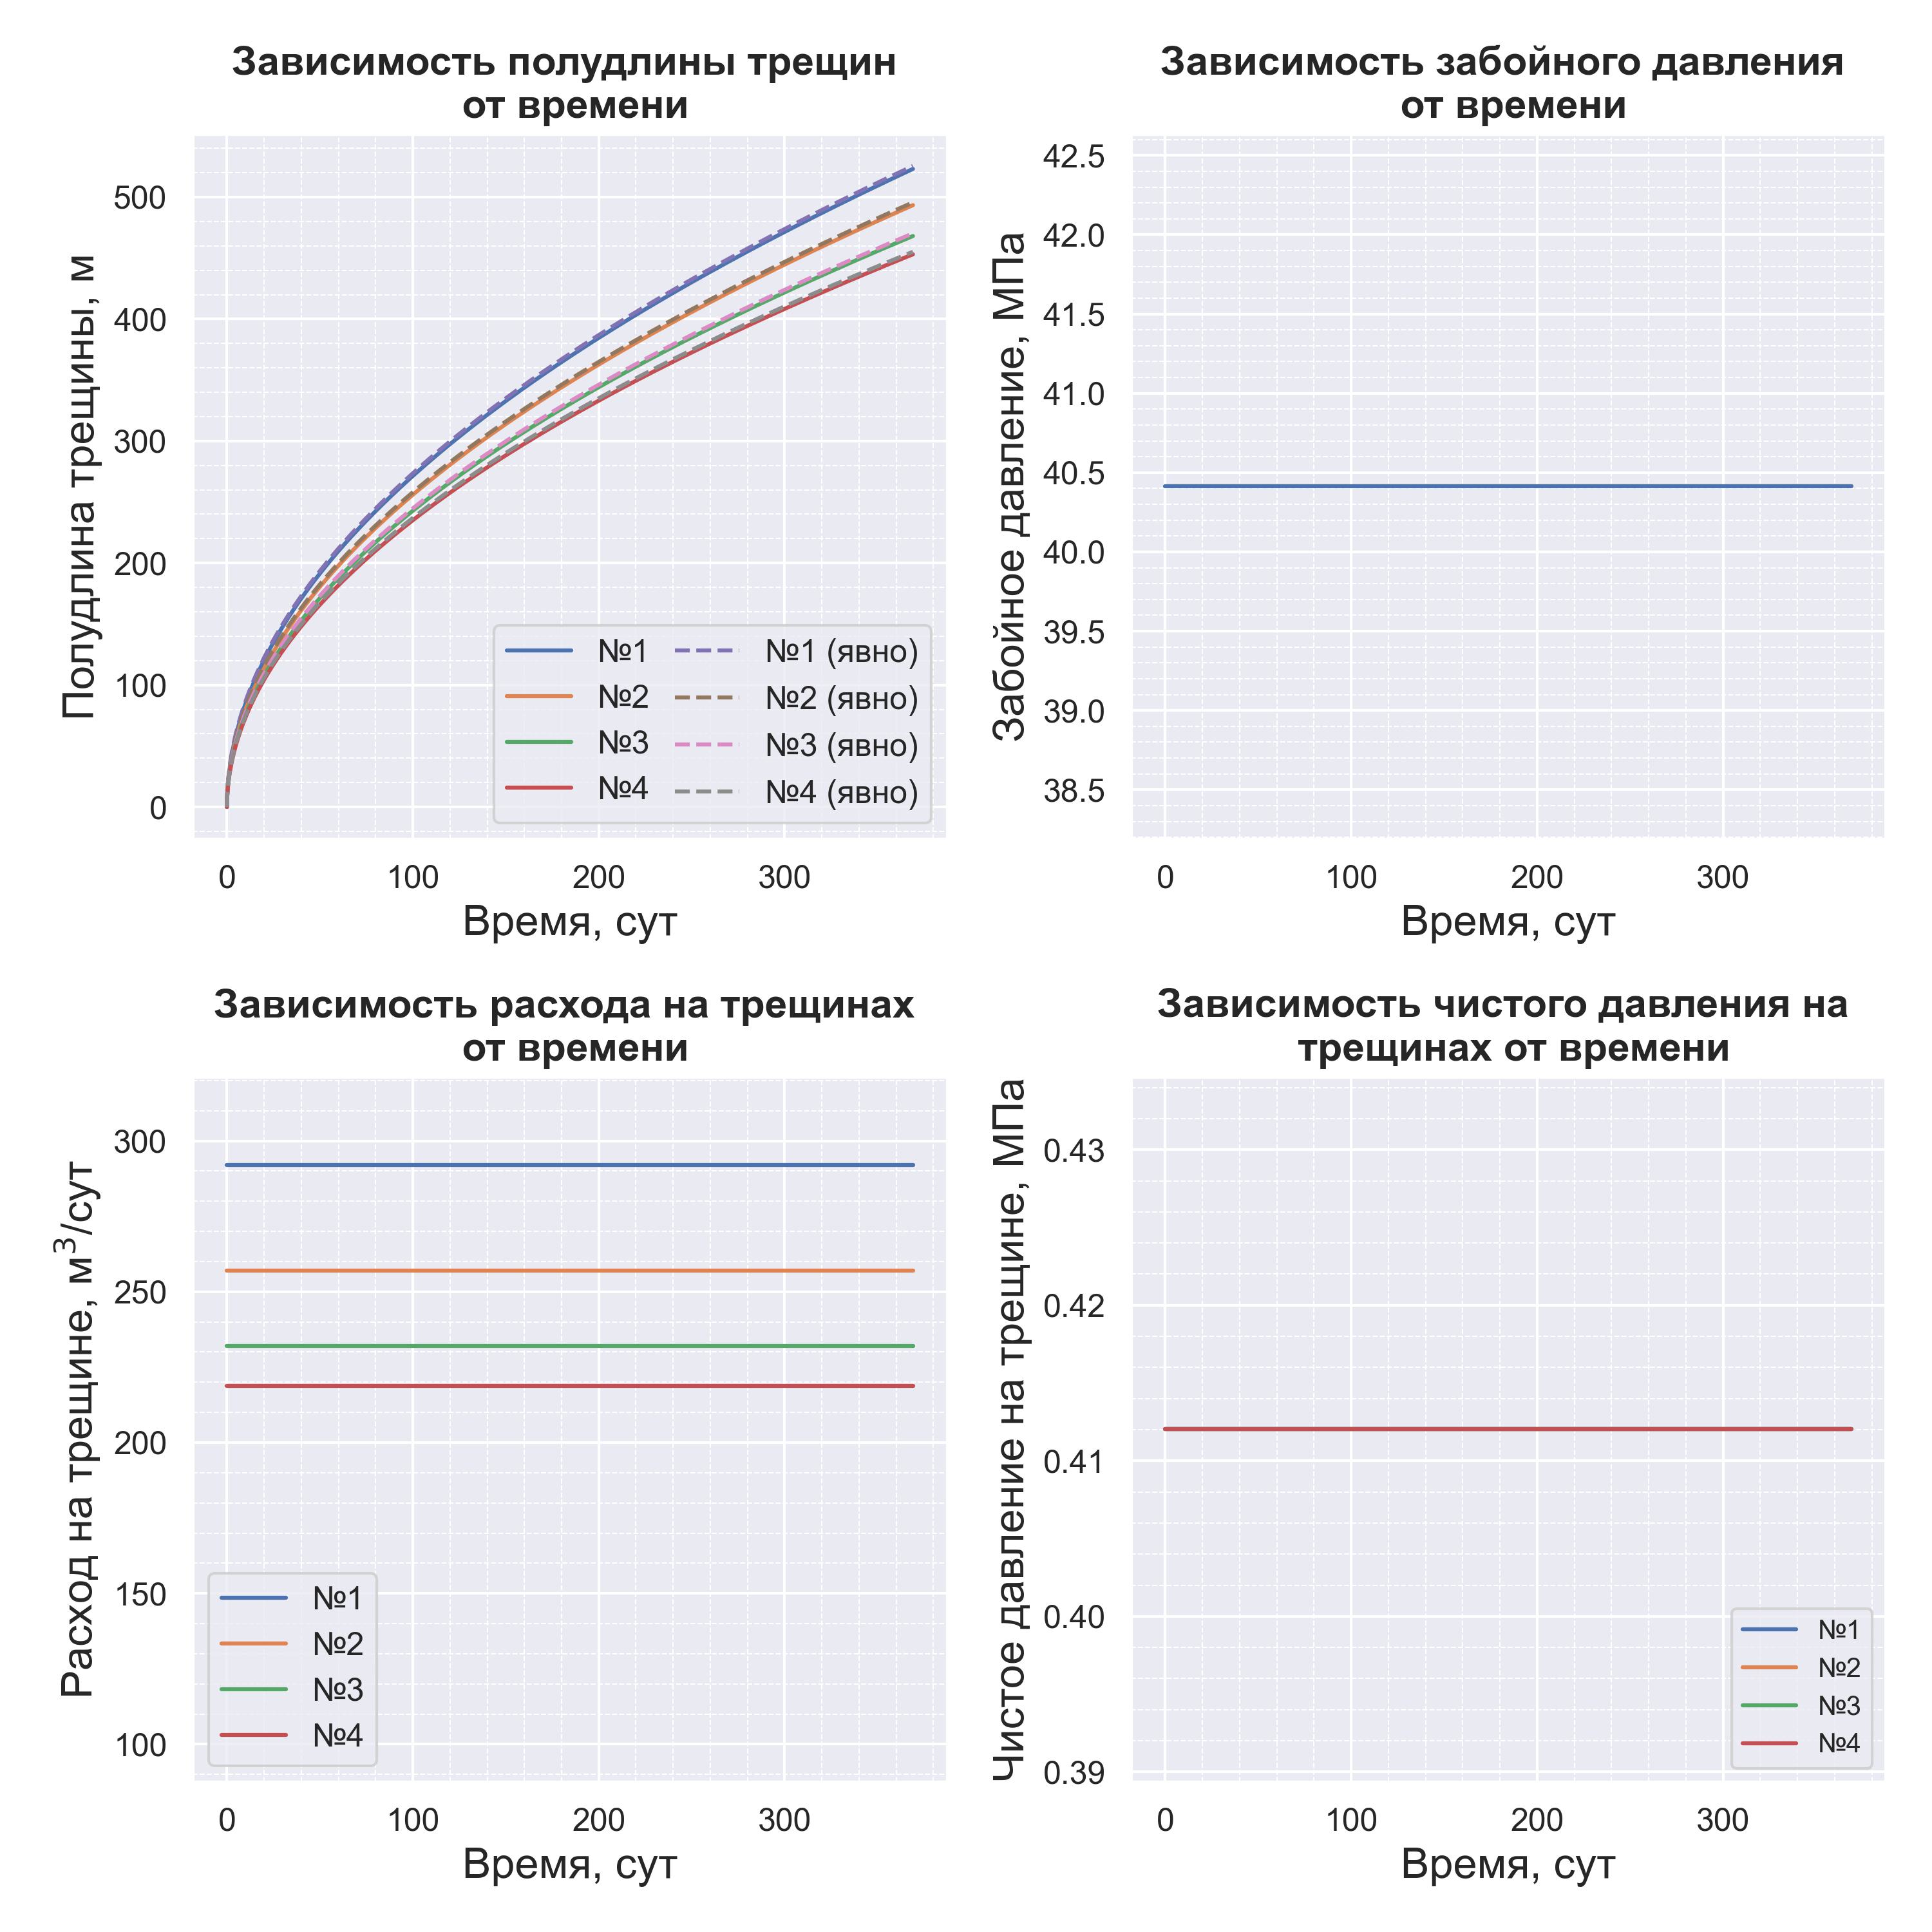 Зависимость полудлины трещин
от времени
Полудлина трещины, м
500
400
300
200
100
0
№1
№2
№3
№4
№1 (явно)
№2 (явно)
№3 (явно)
№4 (явно)
0 100 200 300
Время, сут
Зависимость забойного давления
от времени
Забойное давление, МПа
42.5
42.0
41.5
41.0
40.5
40.0
39.5
39.0
38.5
0 100 200 300
Время, сут
Зависимость расхода на трещинах
от времени
Расход на трещине, м³/сут
300
250
200
150
100
№1
№2
№3
№4
0 100 200 300
Время, сут
Зависимость чистого давления на
трещинах от времени
Чистое давление на трещине, МПа
0.43
0.42
0.41
0.40
0.39
№1
№2
№3
№4
0 100 200 300
Время, сут